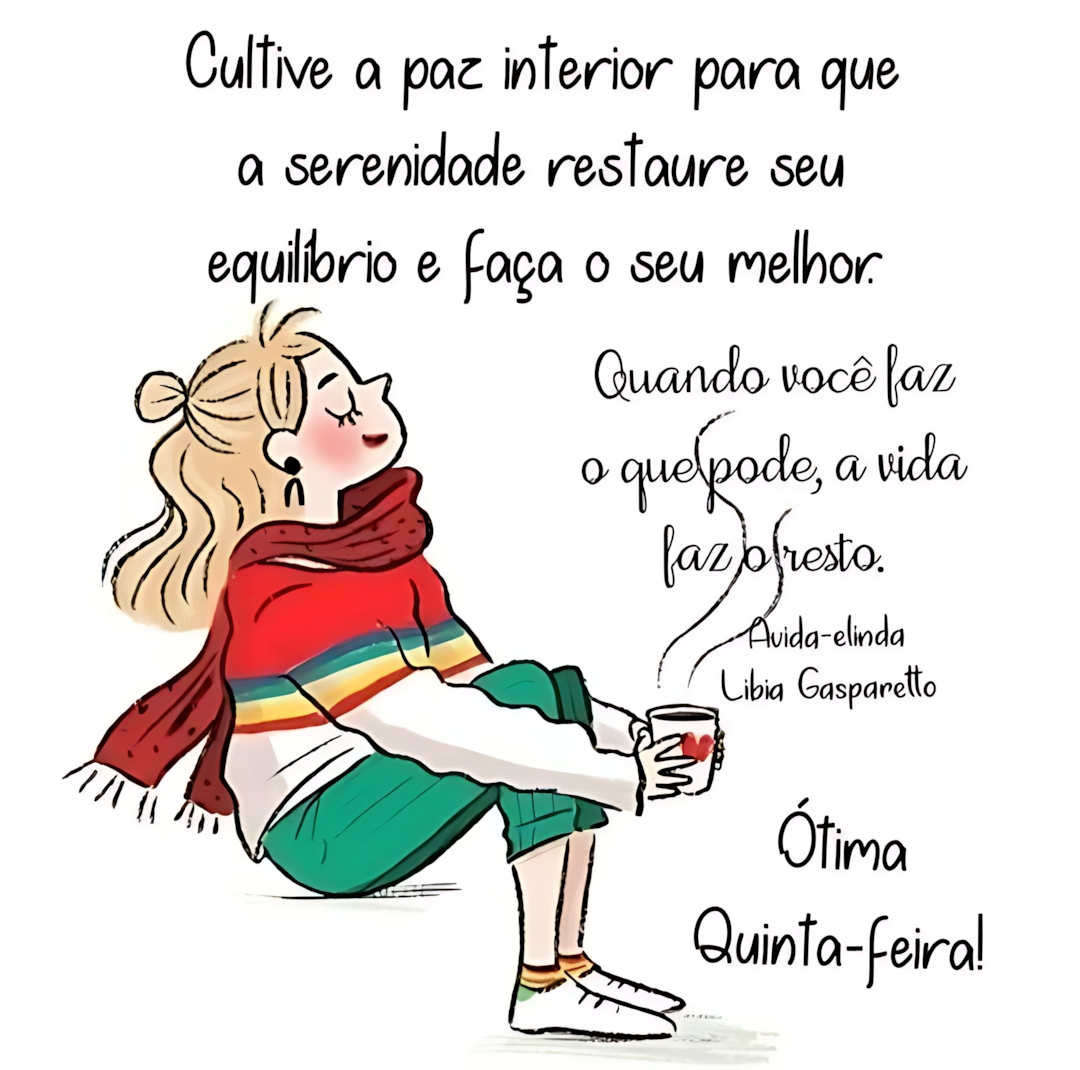 Cultive a paz interior para que
a serenidade restaure seu
equilíbrio e faça o seu melhor.
Quando você faz
o que pode, a vida
faz o resto.
Avida-elinda
Libia Gasparetto
Ótima
Quinta-feira!